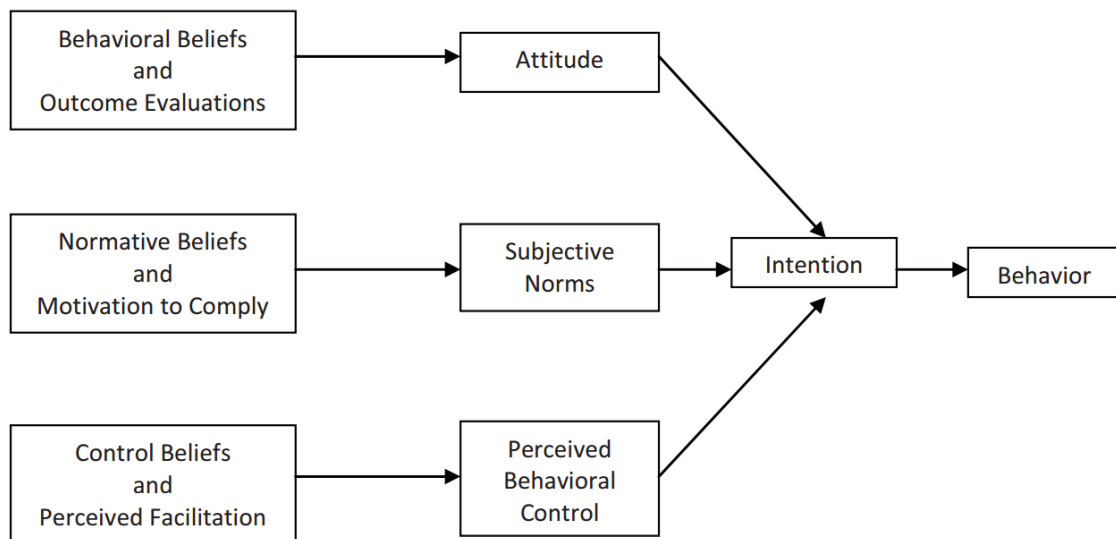 Behavioral Beliefs
and
Outcome Evaluations
Attitude
Normative Beliefs
and
Motivation to Comply
Subjective
Norms
Intention
Behavior
Control Beliefs
and
Perceived Facilitation
Perceived
Behavioral
Control